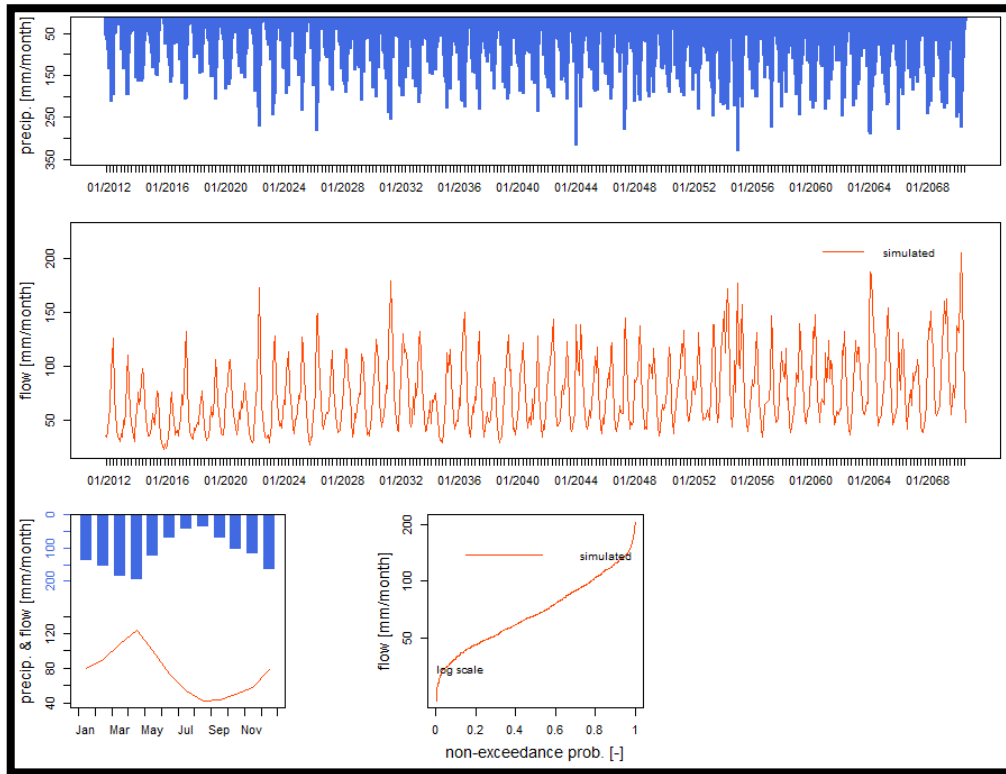 precip. [mm/month]
50
150
250
350
01/2012 01/2016 01/2020 01/2024 01/2028 01/2032 01/2036 01/2040 01/2044 01/2048 01/2052 01/2056 01/2060 01/2064 01/2068
flow [mm/month]
200
150
100
50
simulated
01/2012 01/2016 01/2020 01/2024 01/2028 01/2032 01/2036 01/2040 01/2044 01/2048 01/2052 01/2056 01/2060 01/2064 01/2068
precip. & flow [mm/month]
0
100
200
120
80
40
Jan Mar May Jul Sep Nov
flow [mm/month]
200
100
50
simulated
log scale
0 0.2 0.4 0.6 0.8 1
non-exceedance prob. [-]